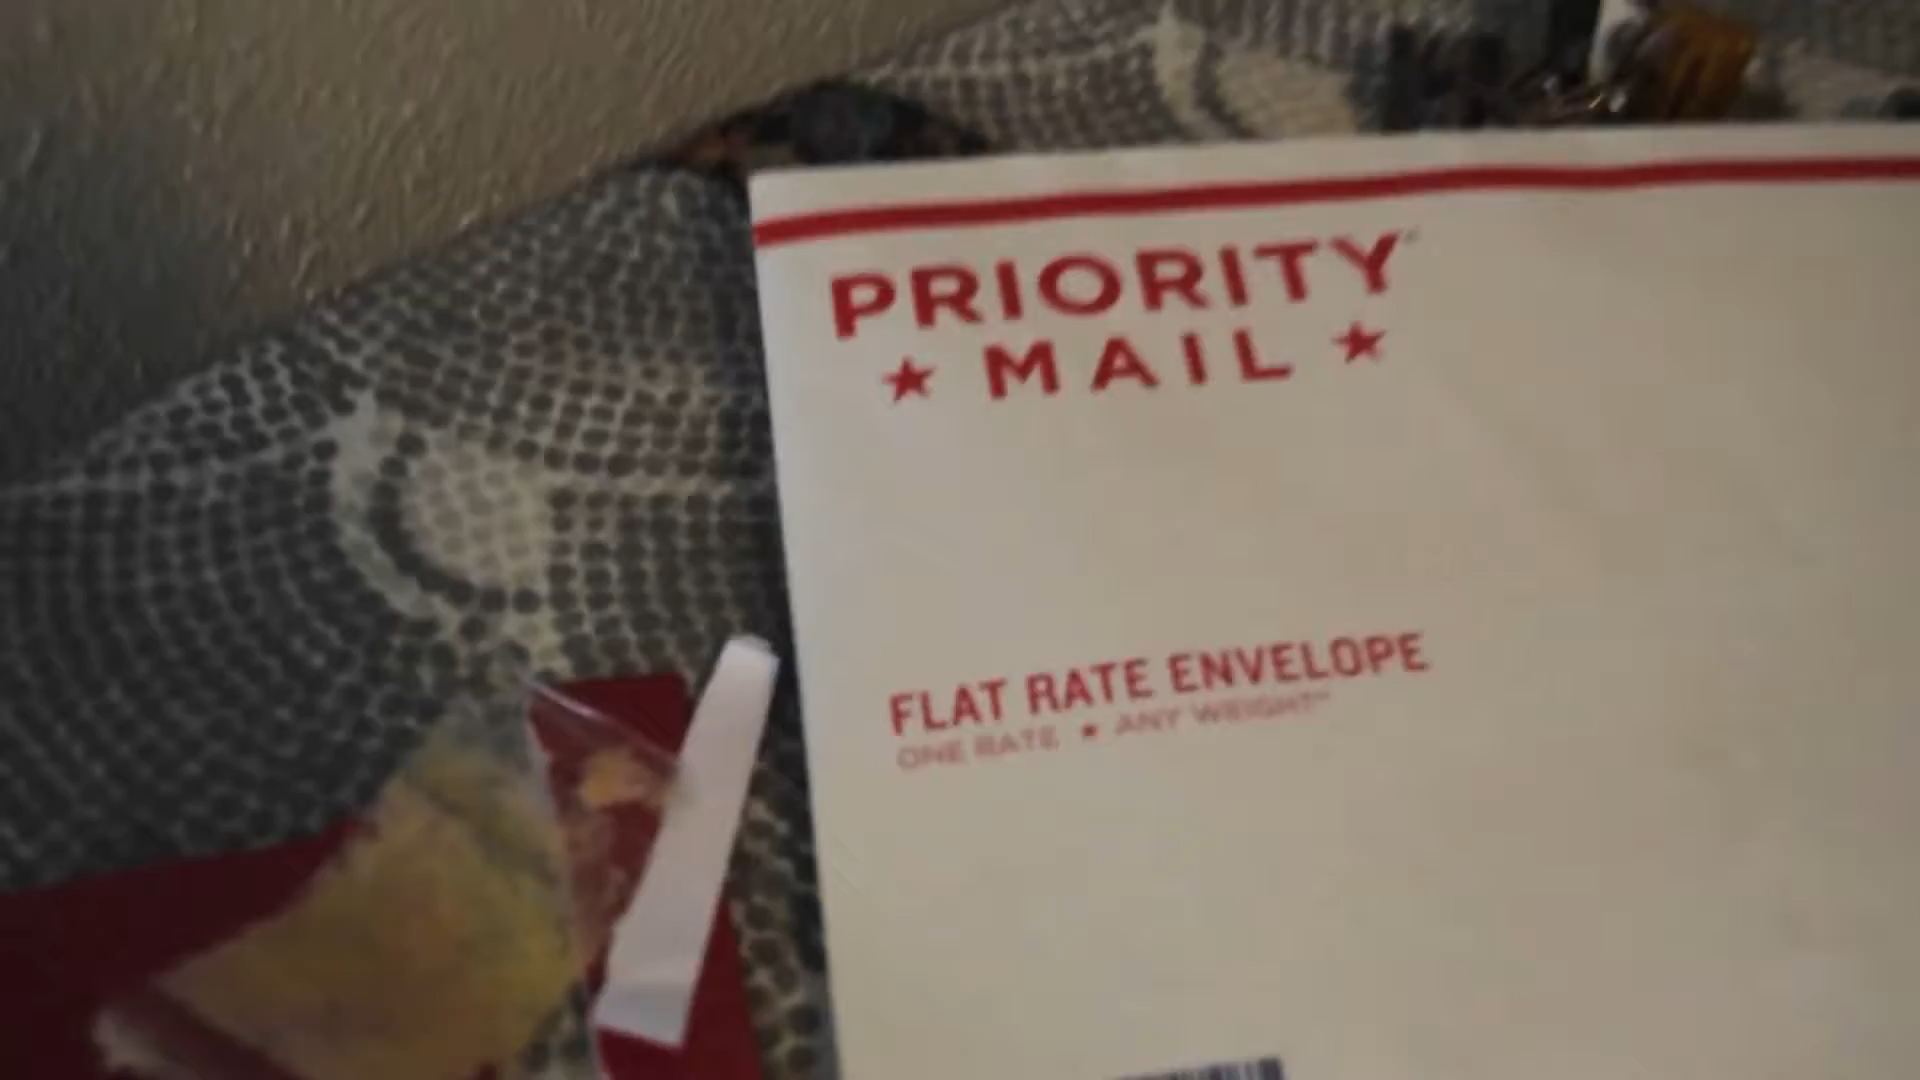 PRIORITY
★ MAIL ★
FLAT RATE ENVELOPE
ONE RATE ★ ANY WEIGHT